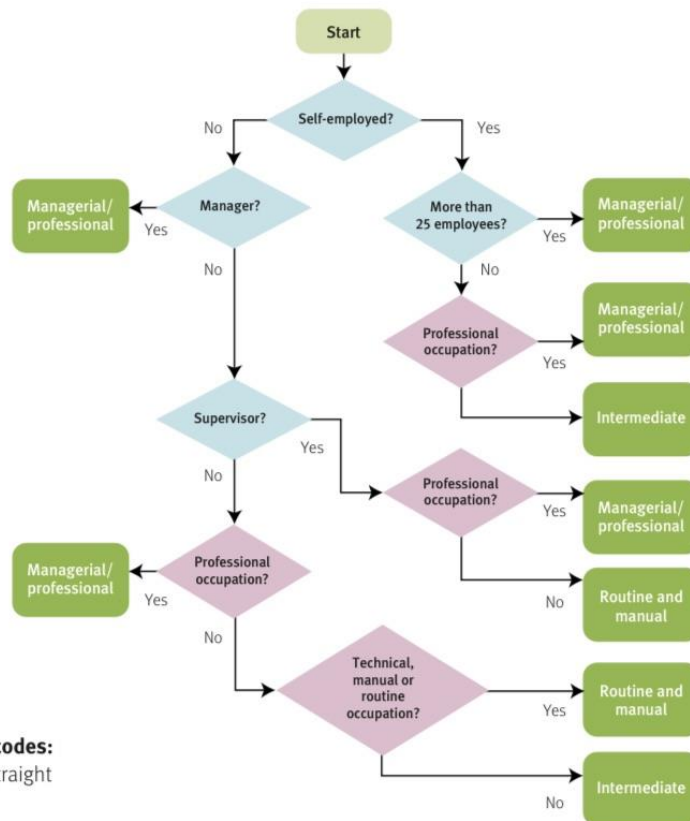 Start
Self-employed?
No
Yes
Managerial/
professional
Yes
Manager?
More than
25 employees?
Yes
Managerial/
professional
No
No
Professional
occupation?
Yes
Managerial/
professional
Intermediate
Supervisor?
Yes
No
Professional
occupation?
Yes
Managerial/
professional
Managerial/
professional
Yes
Professional
occupation?
No
Routine and
manual
No
Technical,
manual or
routine
occupation?
Yes
Routine and
manual
No
Intermediate
codes:
raight